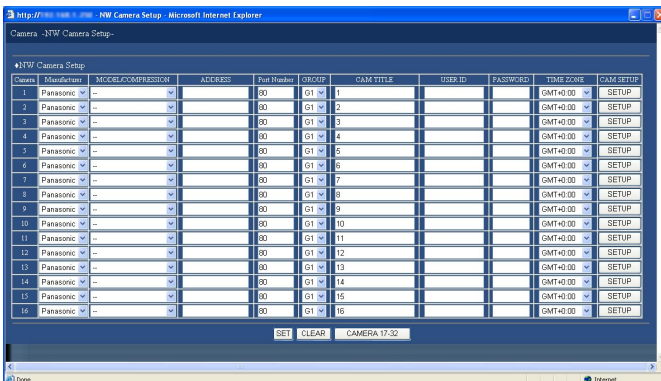 http:// - NW Camera Setup - Microsoft Internet Explorer
Camera -NW Camera Setup-
♦NW Camera Setup
Camera Manufacturer MODEL/COMPRESSION ADDRESS Port Number GROUP CAM TITLE USER ID PASSWORD TIME ZONE CAM SETUP
1 Panasonic -- 80 G1 1 GMT+0:00 SETUP
2 Panasonic -- 80 G1 2 GMT+0:00 SETUP
3 Panasonic -- 80 G1 3 GMT+0:00 SETUP
4 Panasonic -- 80 G1 4 GMT+0:00 SETUP
5 Panasonic -- 80 G1 5 GMT+0:00 SETUP
6 Panasonic -- 80 G1 6 GMT+0:00 SETUP
7 Panasonic -- 80 G1 7 GMT+0:00 SETUP
8 Panasonic -- 80 G1 8 GMT+0:00 SETUP
9 Panasonic -- 80 G1 9 GMT+0:00 SETUP
10 Panasonic -- 80 G1 10 GMT+0:00 SETUP
11 Panasonic -- 80 G1 11 GMT+0:00 SETUP
12 Panasonic -- 80 G1 12 GMT+0:00 SETUP
13 Panasonic -- 80 G1 13 GMT+0:00 SETUP
14 Panasonic -- 80 G1 14 GMT+0:00 SETUP
15 Panasonic -- 80 G1 15 GMT+0:00 SETUP
16 Panasonic -- 80 G1 16 GMT+0:00 SETUP
SET CLEAR CAMERA 17-32
Done Internet